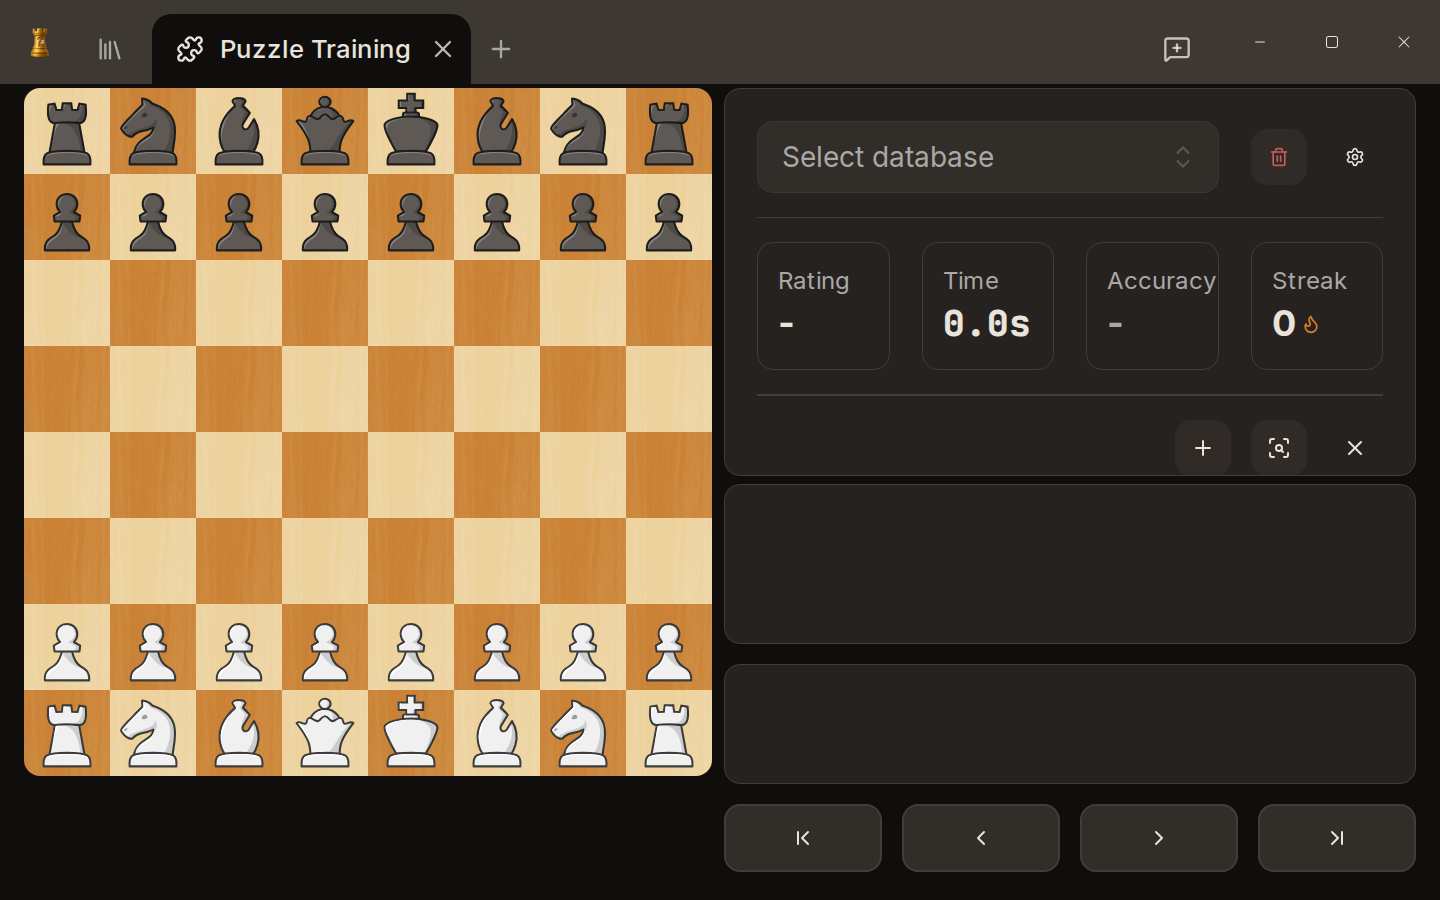 Puzzle Training
Select database
Rating
-
Time
0.0s
Accuracy
-
Streak
0